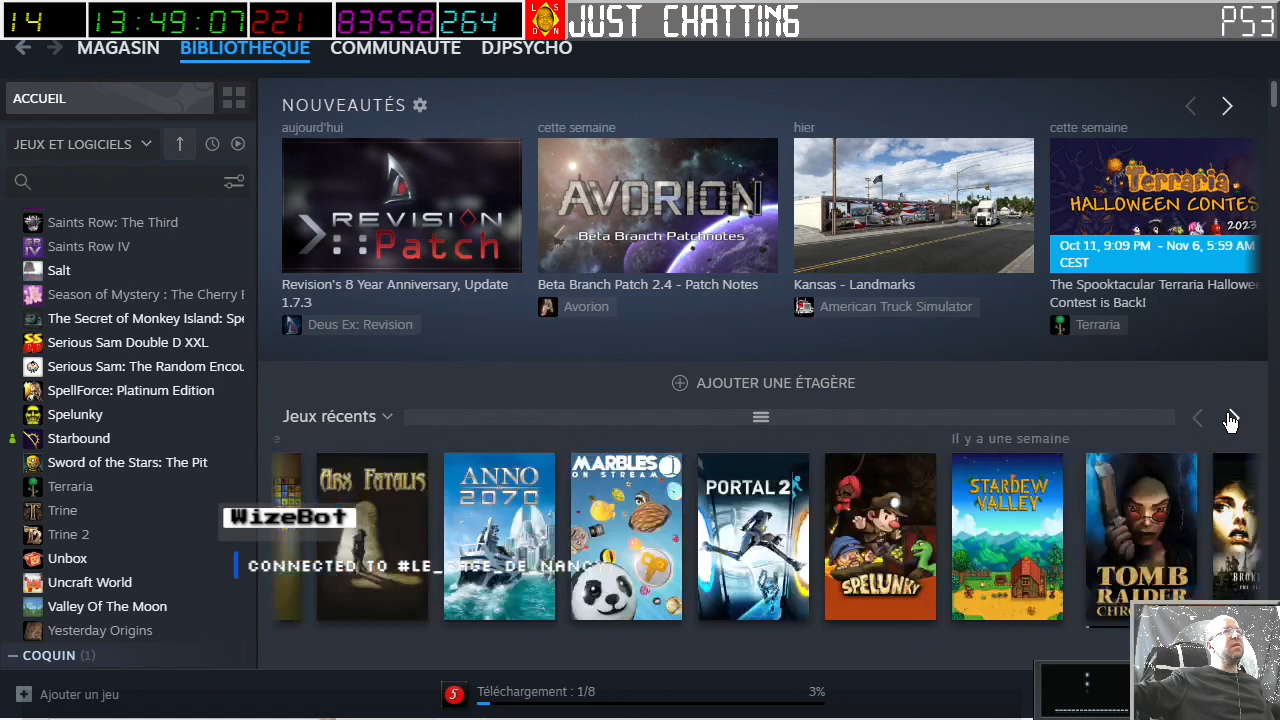 14 13:49:07 221 83558 264 JUST CHATTING PS3
MAGASIN BIBLIOTHEQUE COMMUNAUTE DJPSYCHO
ACCUEIL
JEUX ET LOGICIELS
Saints Row: The Third
Saints Row IV
Salt
Season of Mystery : The Cherry B
The Secret of Monkey Island: Spe
Serious Sam Double D XXL
Serious Sam: The Random Encou
SpellForce: Platinum Edition
Spelunky
Starbound
Sword of the Stars: The Pit
Terraria
Trine
Trine 2
Unbox
Uncraft World
Valley Of The Moon
Yesterday Origins
COQUIN (1)
Ajouter un jeu
NOUVEAUTÉS
aujourd'hui
REVISION
Patch
Revision's 8 Year Anniversary, Update
1.7.3
Deus Ex: Revision
cette semaine
AVORION
Beta Branch Patchnotes
Beta Branch Patch 2.4 - Patch Notes
Avorion
hier
Kansas - Landmarks
American Truck Simulator
cette semaine
Terraria
HALLOWEEN CONTES
2023
Oct 11, 9:09 PM - Nov 6, 5:59 AM
CEST
The Spooktacular Terraria Hallowe
Contest is Back!
Terraria
AJOUTER UNE ÉTAGÈRE
Jeux récents
Il y a une semaine
ARX FATALIS
ANNO
2070
MARBLES
ON STREAM
PORTAL 2
SPELUNKY
STARDEW
VALLEY
TOMB
RAIDER
WizeBot
CONNECTED TO
Téléchargement : 1/8 3%